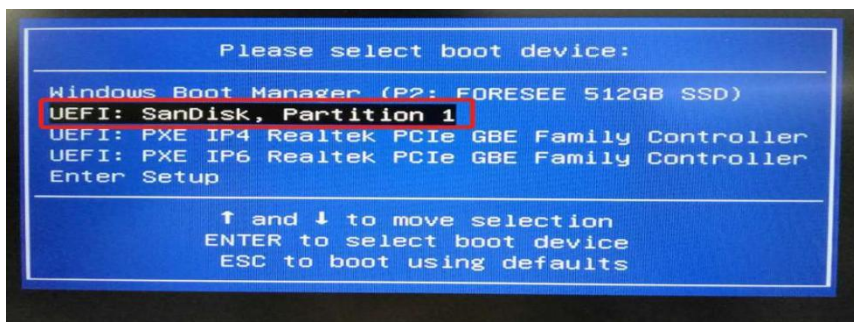 Please select boot device:
Windows Boot Manager (P2: FORESEE 512GB SSD)
UEFI: SanDisk, Partition 1
UEFI: PXE IP4 Realtek PCIe GBE Family Controller
UEFI: PXE IP6 Realtek PCIe GBE Family Controller
Enter Setup
↑ and ↓ to move selection
ENTER to select boot device
ESC to boot using defaults